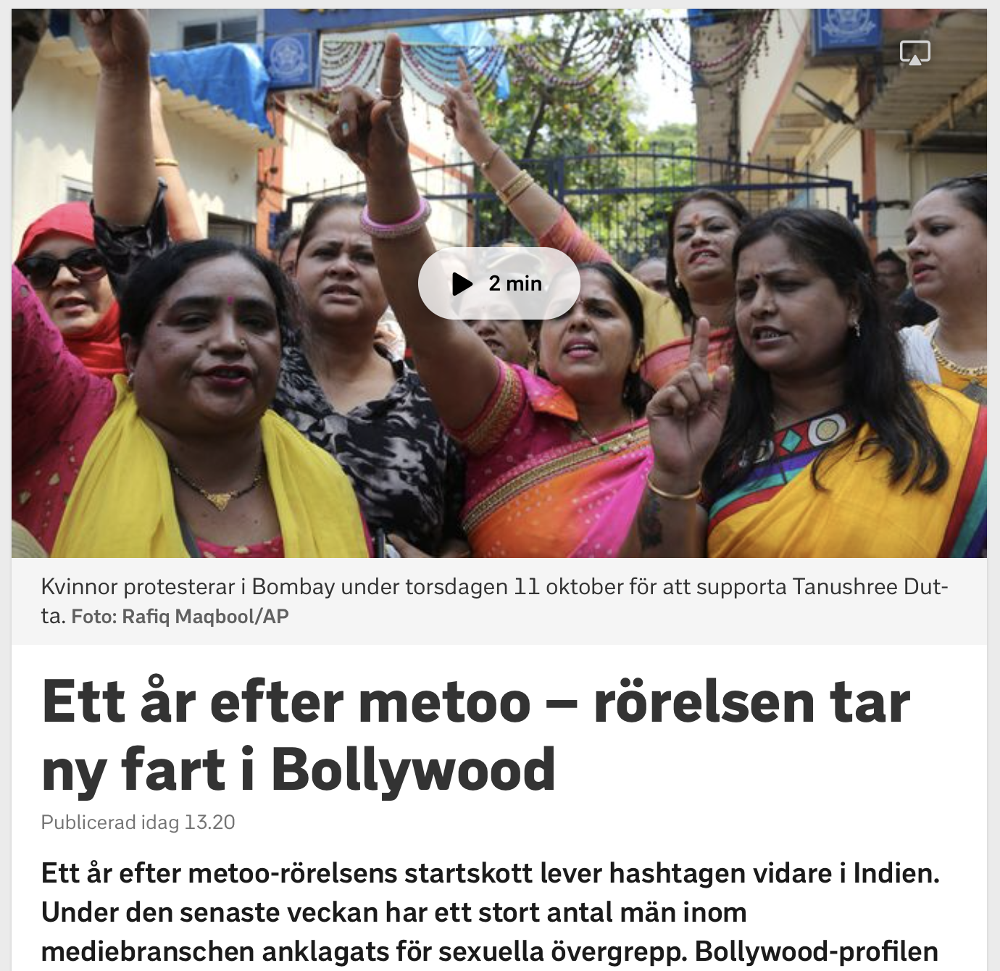 2 min
Kvinnor protesterar i Bombay under torsdagen 11 oktober för att supporta Tanushree Dut-
ta. Foto: Rafiq Maqbool/AP
Ett år efter metoo – rörelsen tar
ny fart i Bollywood
Publicerad idag 13.20
Ett år efter metoo-rörelsens startskott lever hashtagen vidare i Indien.
Under den senaste veckan har ett stort antal män inom
mediebranschen anklagats för sexuella övergrepp. Bollywood-profilen